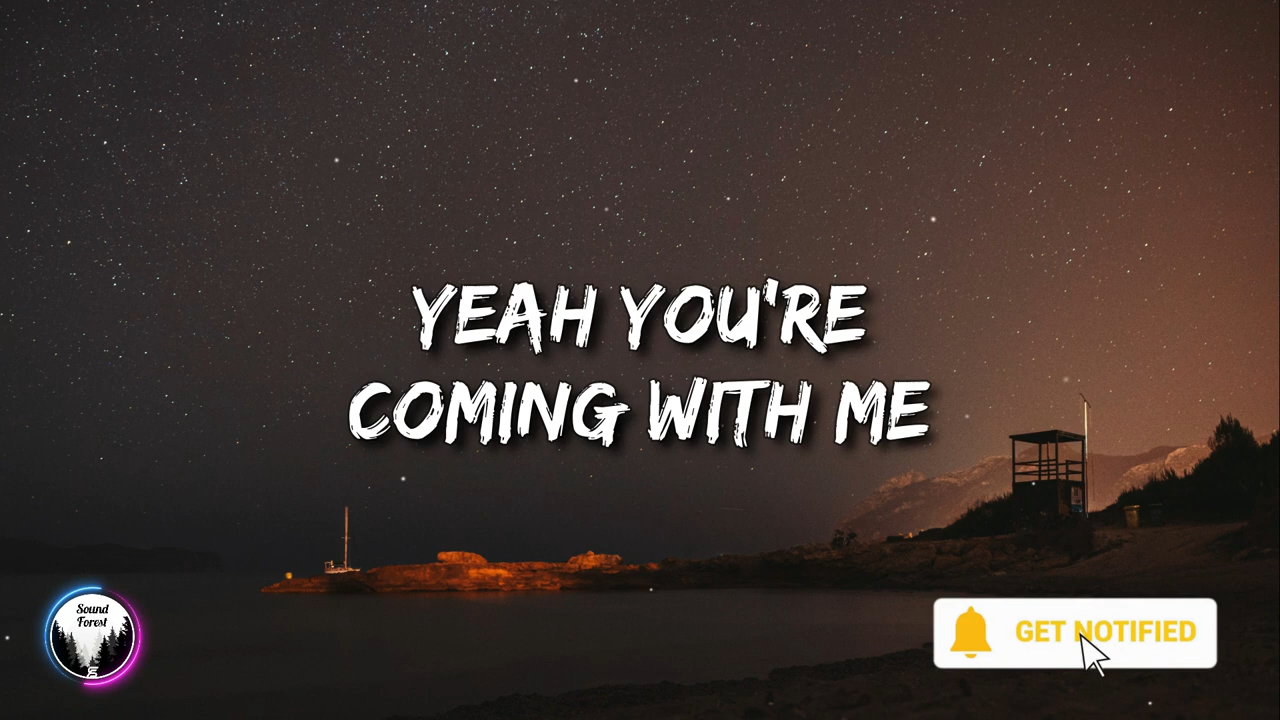 YEAH YOU'RE
COMING WITH ME
Sound
Forest
GET NOTIFIED